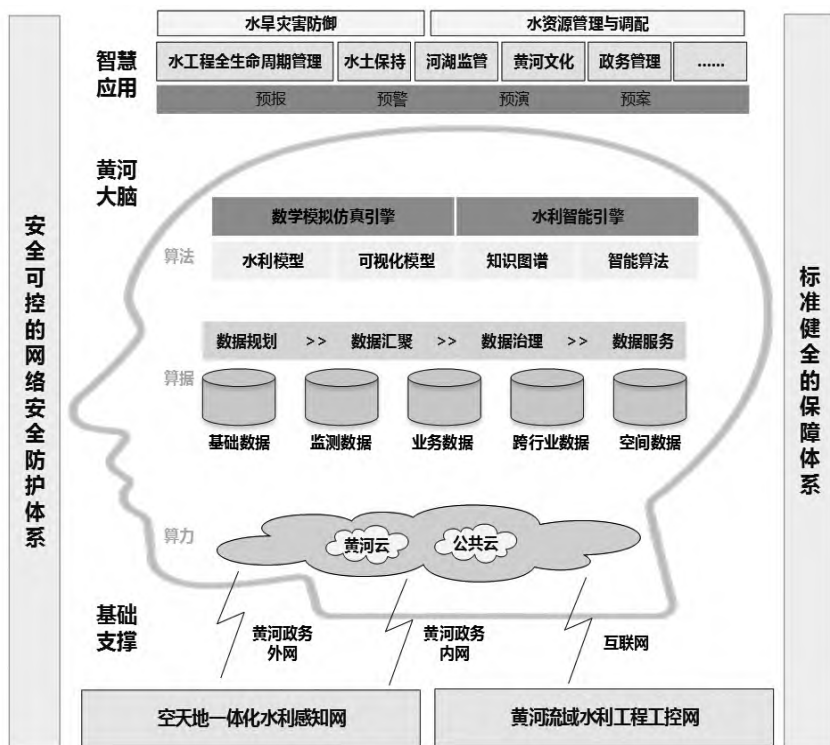 水旱灾害防御
水资源管理与调配
智慧
应用
水工程全生命周期管理
水土保持
河湖监管
黄河文化
政务管理
......
预报
预警
预演
预案
黄河
大脑
数学模拟仿真引擎
水利智能引擎
算法
水利模型
可视化模型
知识图谱
智能算法
数据规划 >> 数据汇聚 >> 数据治理 >> 数据服务
算据
基础数据
监测数据
业务数据
跨行业数据
空间数据
算力
黄河云
公共云
基础
支撑
黄河政务
外网
黄河政务
内网
互联网
空天地一体化水利感知网
黄河流域水利工程工控网
安全可控的网络安全防护体系
标准健全的保障体系